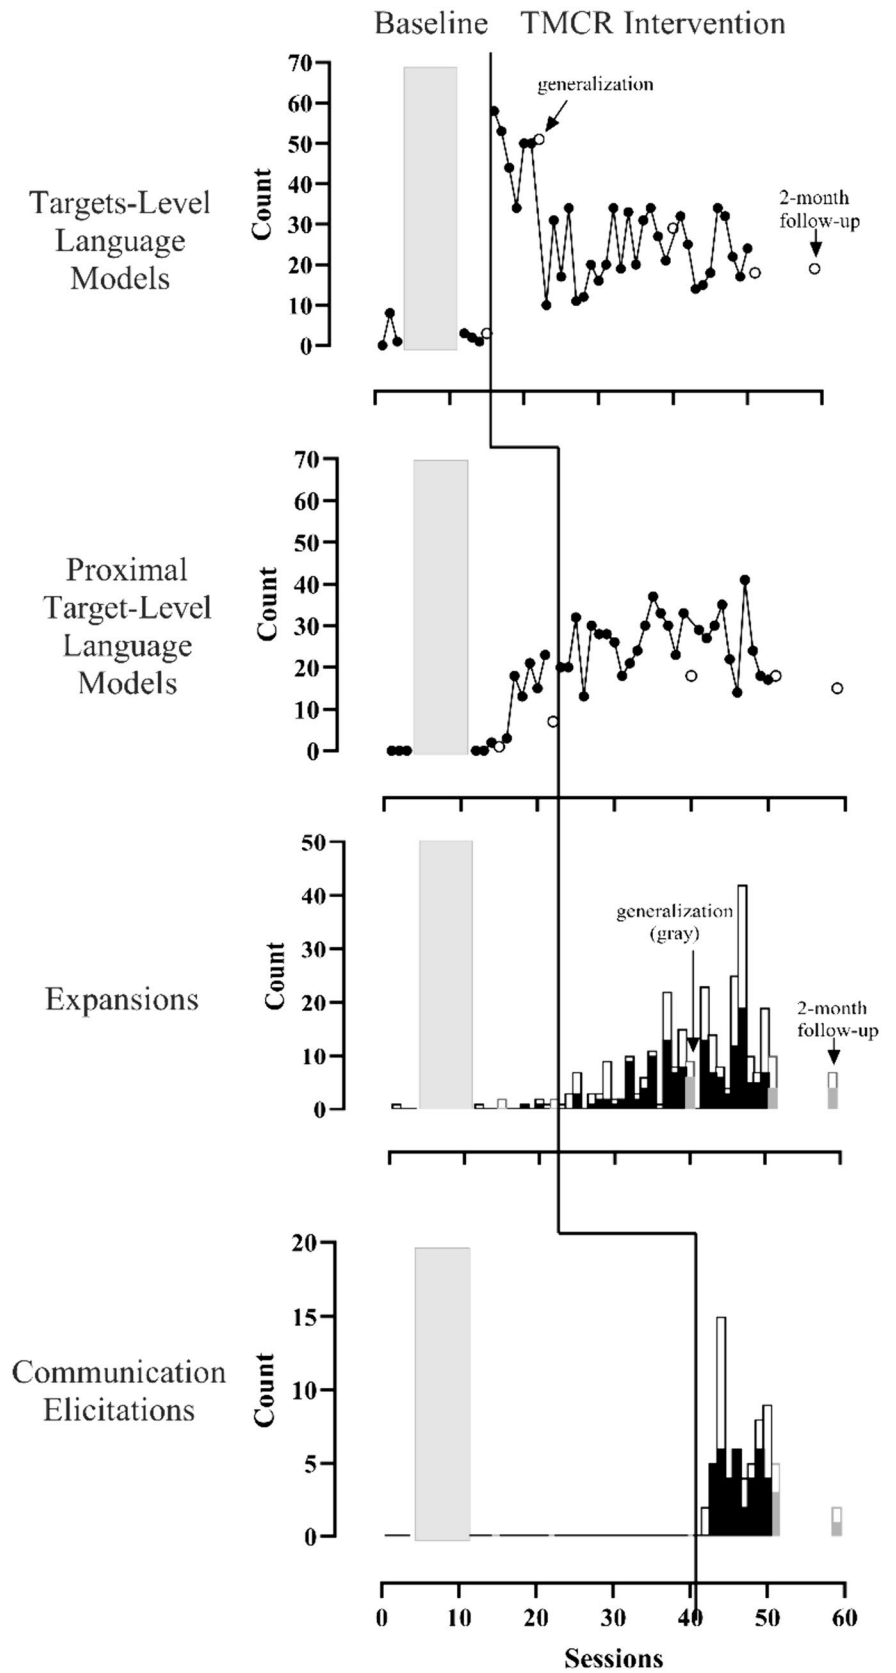 Baseline TMCR Intervention
70
60
50
40
30
20
10
0
Count
Targets-Level
Language
Models
generalization
2-month
follow-up
70
60
50
40
30
20
10
0
Count
Proximal
Target-Level
Language
Models
50
40
30
20
10
0
Count
Expansions
generalization
(gray)
2-month
follow-up
20
15
10
5
0
Count
Communication
Elicitations
0 10 20 30 40 50 60
Sessions